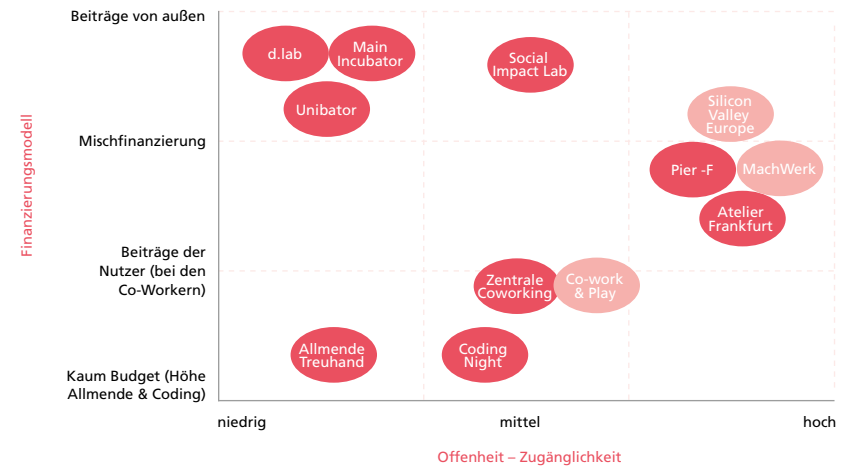 Beiträge von außen
d.lab
Main
Incubator
Social
Impact Lab
Unibator
Silicon
Valley
Europe
Finanzierungsmodell
Mischfinanzierung
Pier -F
MachWerk
Atelier
Frankfurt
Beiträge der
Nutzer (bei den
Co-Workern)
Zentrale
Coworking
Co-work
& Play
Allmende
Treuhand
Coding
Night
Kaum Budget (Höhe
Allmende & Coding)
niedrig
mittel
hoch
Offenheit – Zugänglichkeit